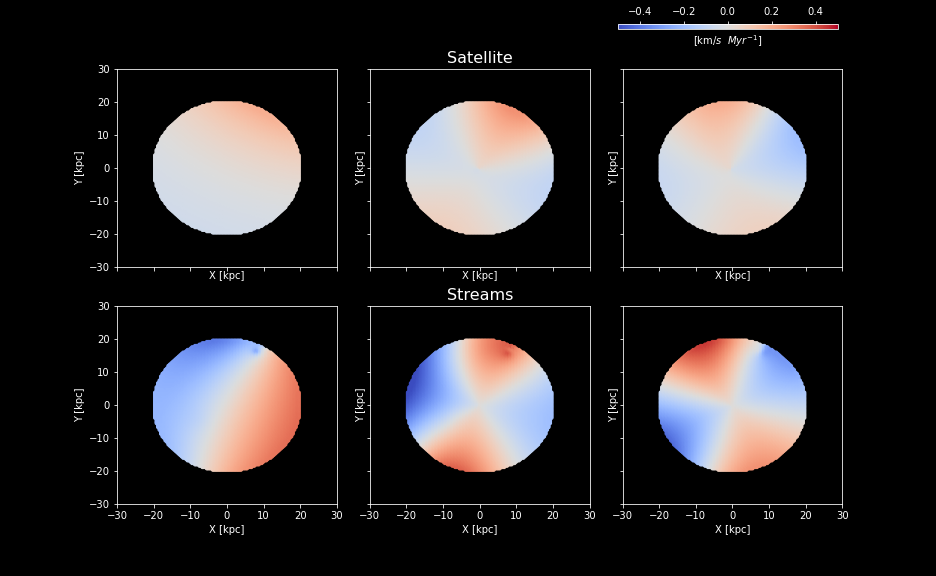 −0.4 −0.2 0.0 0.2 0.4
[km/s Myr⁻¹]
Satellite
30
20
10
0
−10
−20
−30
Y [kpc]
X [kpc]
Y [kpc]
X [kpc]
Y [kpc]
X [kpc]
Streams
30
20
10
0
−10
−20
−30
Y [kpc]
−30 −20 −10 0 10 20 30
X [kpc]
Y [kpc]
−30 −20 −10 0 10 20 30
X [kpc]
Y [kpc]
−30 −20 −10 0 10 20 30
X [kpc]